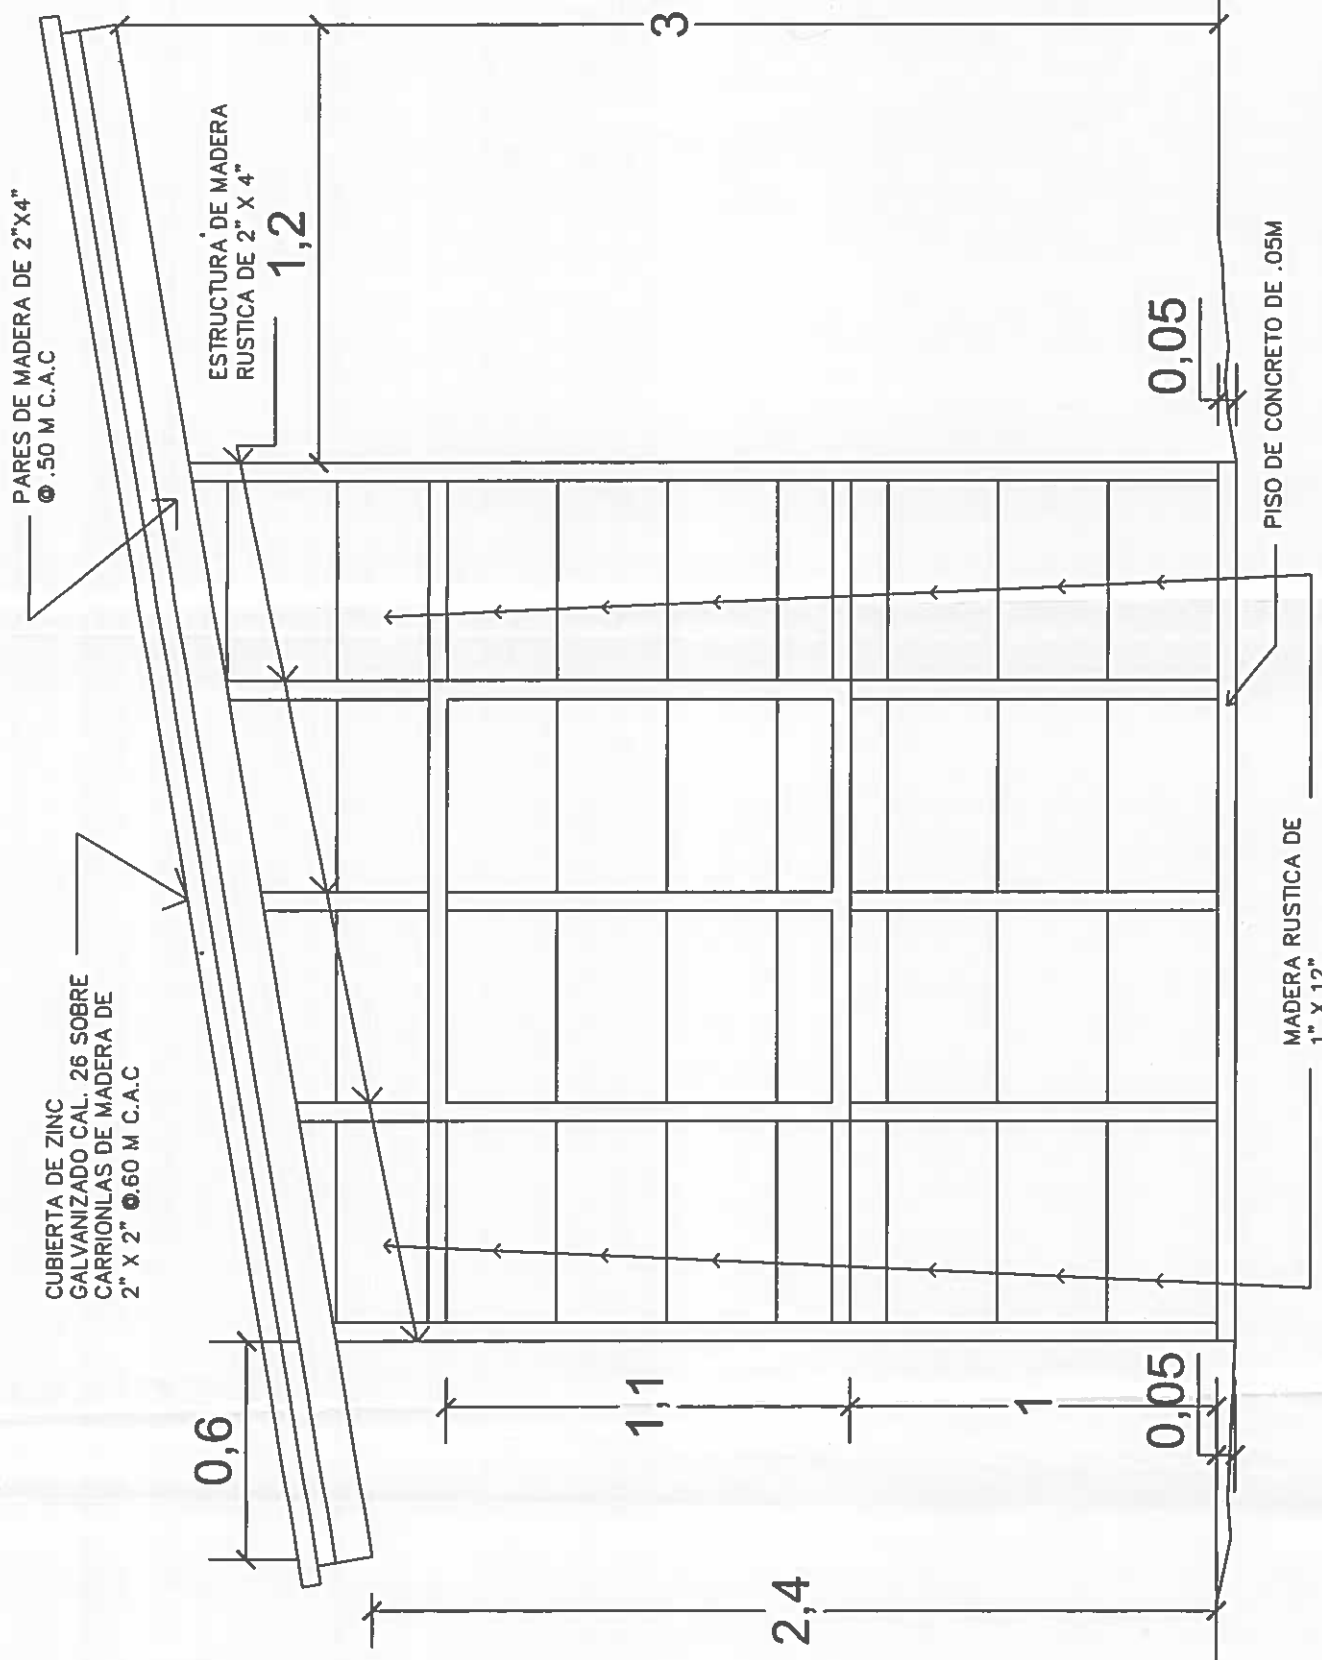 PARES DE MADERA DE 2"X4"
@ .50 M C.A.C
CUBIERTA DE ZINC
GALVANIZADO CAL. 26 SOBRE
CARRIONLAS DE MADERA DE
2" X 2" @.60 M C.A.C
ESTRUCTURA DE MADERA
RUSTICA DE 2" X 4"
1,2
3
0,6
1,1
1
2,4
0,05
0,05
PISO DE CONCRETO DE .05M
MADERA RUSTICA DE
1" X 12"